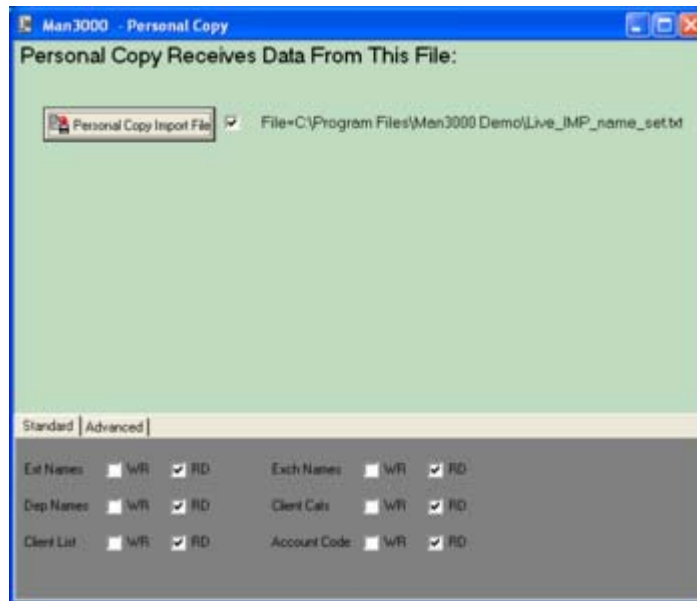 Man3000 - Personal Copy
Personal Copy Receives Data From This File:
Personal Copy Import File File=C:\Program Files\Man3000 Demo\Live_IMP_name_set.txt
Standard Advanced
Ext Names WR RD Exch Names WR RD
Dep Names WR RD Client Cats WR RD
Client List WR RD Account Code WR RD